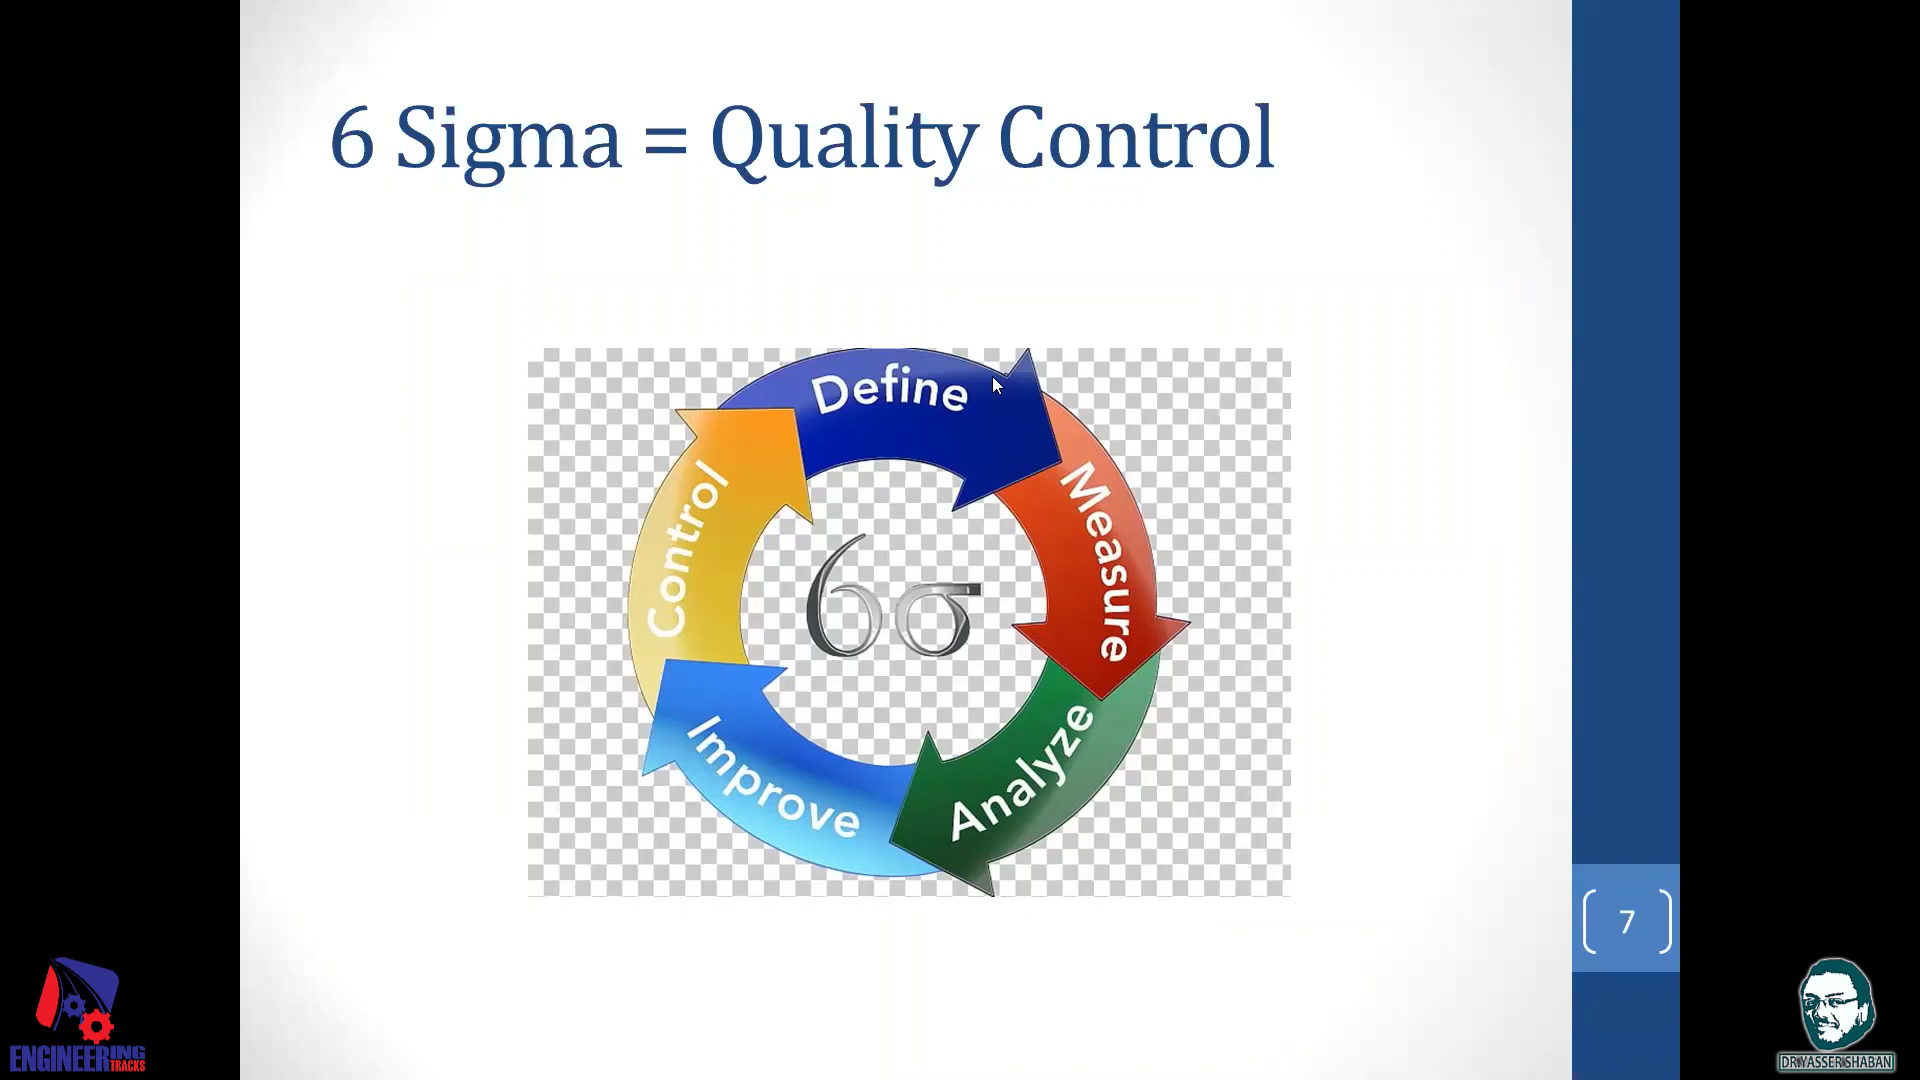 6 Sigma = Quality Control
Define
Measure
Analyze
Improve
Control
6σ
7
ENGINEERING
TRACKS
DR.YASSER SHABAN